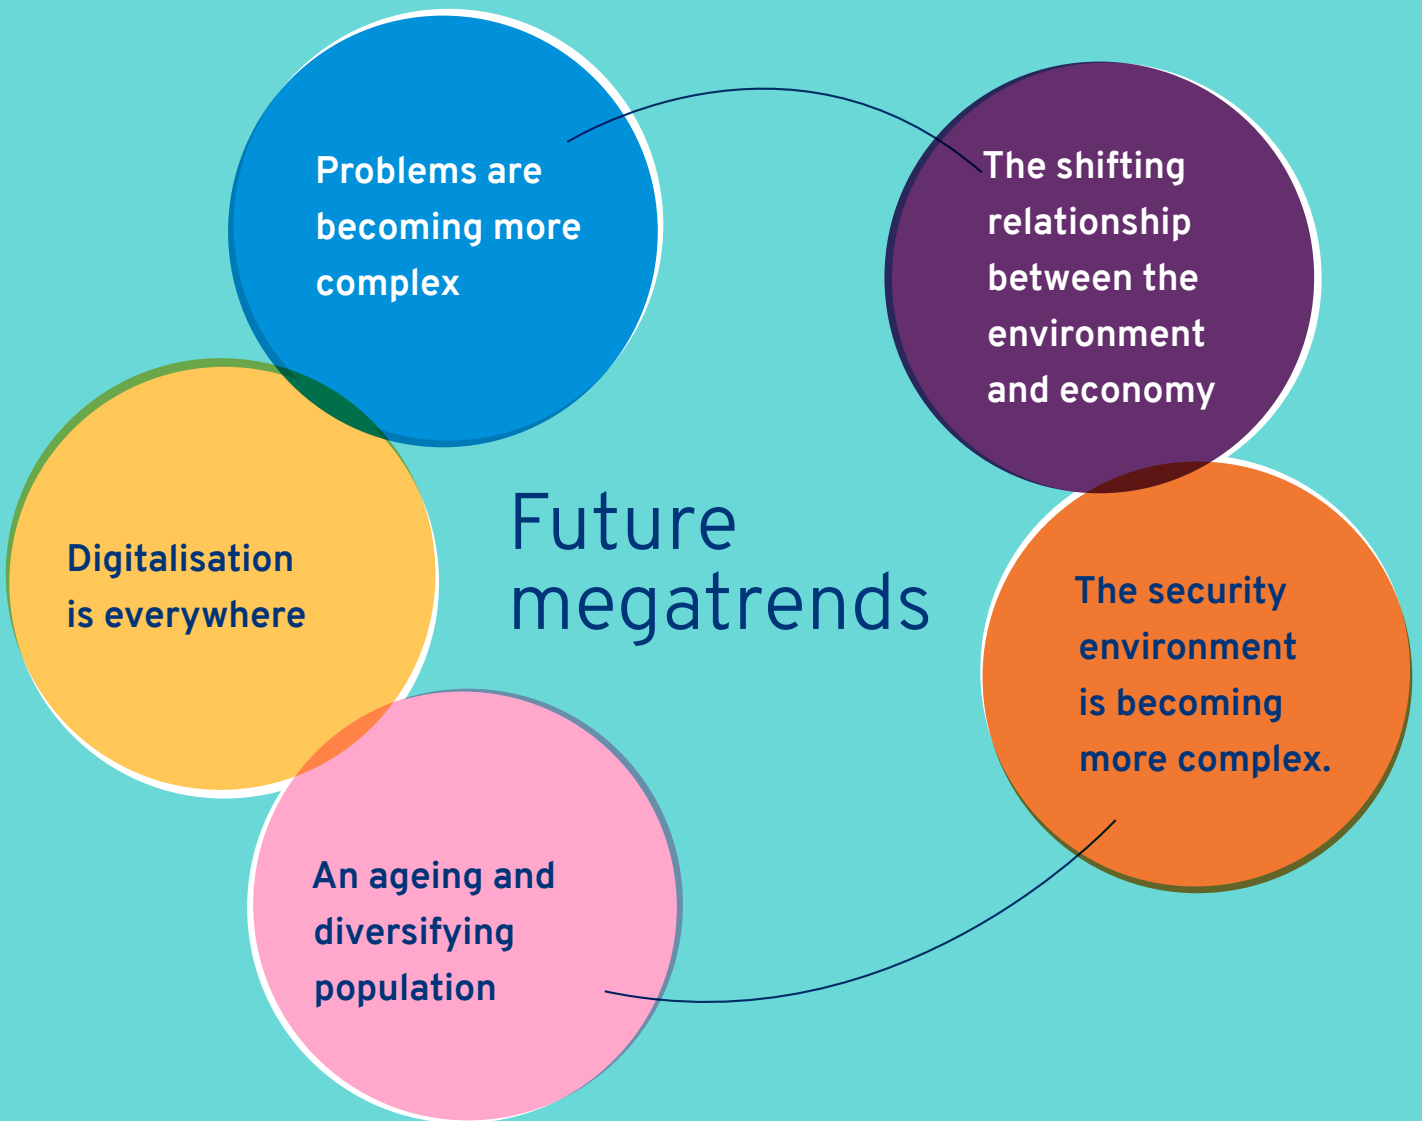 Problems are
becoming more
complex
The shifting
relationship
between the
environment
and economy
Digitalisation
is everywhere
Future
megatrends
The security
environment
is becoming
more complex.
An ageing and
diversifying
population